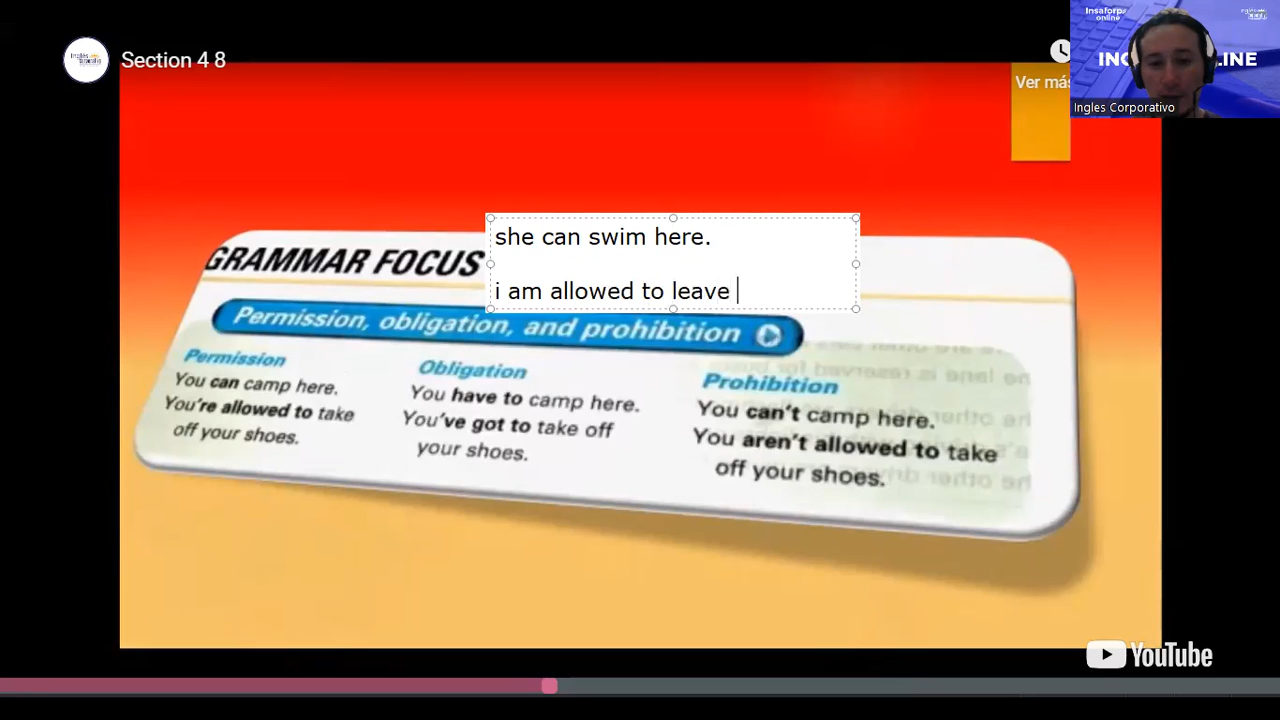 Section 4 8
Ver más
Insaforp
online
Ingles Corporativo
she can swim here.
i am allowed to leave
GRAMMAR FOCUS
Permission, obligation, and prohibition
Permission
You can camp here.
You're allowed to take
off your shoes.
Obligation
You have to camp here.
You've got to take off
your shoes.
Prohibition
You can't camp here.
You aren't allowed to take
off your shoes.
YouTube